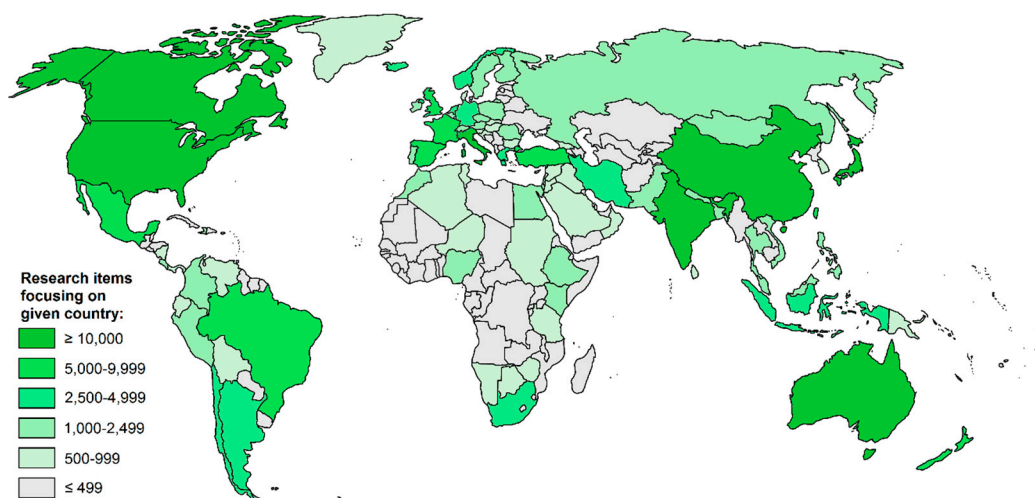 Research items
focusing on
given country:
≥ 10,000
5,000-9,999
2,500-4,999
1,000-2,499
500-999
≤ 499